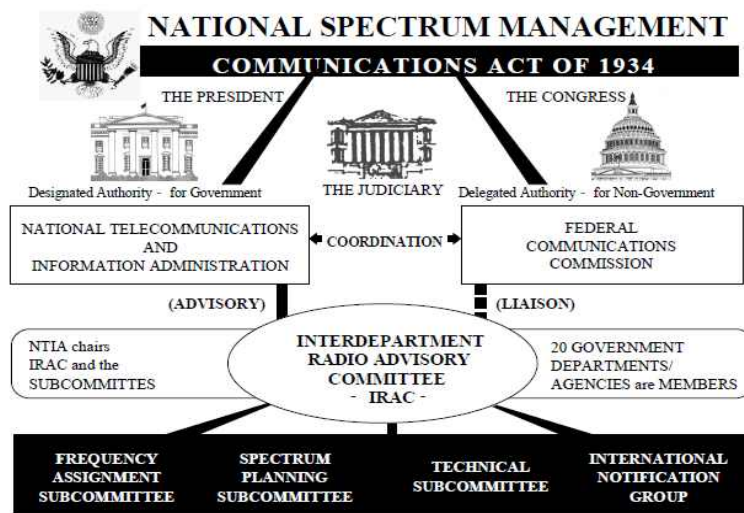 NATIONAL SPECTRUM MANAGEMENT
COMMUNICATIONS ACT OF 1934
THE PRESIDENT
THE CONGRESS
THE JUDICIARY
Designated Authority - for Government
Delegated Authority - for Non-Government
NATIONAL TELECOMMUNICATIONS
AND
INFORMATION ADMINISTRATION
COORDINATION
FEDERAL
COMMUNICATIONS
COMMISSION
(ADVISORY)
(LIAISON)
NTIA chairs
IRAC and the
SUBCOMMITTES
INTERDEPARTMENT
RADIO ADVISORY
COMMITTEE
- IRAC -
20 GOVERNMENT
DEPARTMENTS/
AGENCIES are MEMBERS
FREQUENCY
ASSIGNMENT
SUBCOMMITTEE
SPECTRUM
PLANNING
SUBCOMMITTEE
TECHNICAL
SUBCOMMITTEE
INTERNATIONAL
NOTIFICATION
GROUP